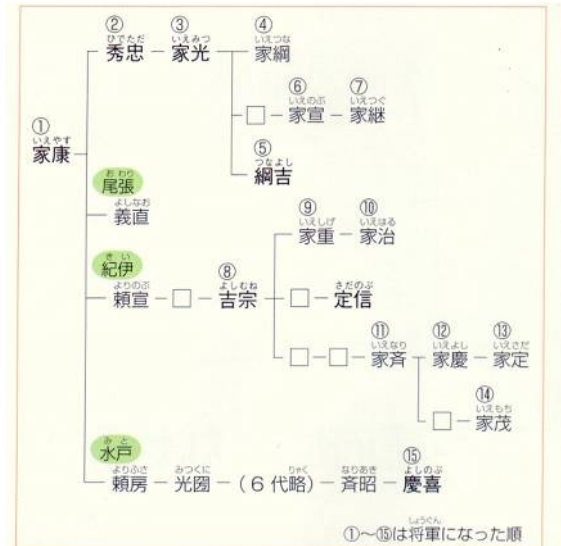 ② ③ ④
ひでただ いえみつ いえつな
秀忠 家光 家綱
⑥ ⑦
いえのぶ いえつぐ
□ 家宣 家継
①
いえやす
家康
⑤
つなよし
綱吉
おわり
尾張
よしなお
義直
⑨ ⑩
いえしげ いえはる
家重 家治
きい
紀伊
⑧
よりのぶ よしむね さだのぶ
頼宣 □ 吉宗 □ 定信
⑪ ⑫ ⑬
いえなり いえよし いえさだ
□ □ 家斉 家慶 家定
⑭
いえもち
□ 家茂
みと
水戸
⑮
よりふさ みつくに りゃく なりあき よしのぶ
頼房 光圀 (6代略) 斉昭 慶喜
しょうぐん
①~⑮は将軍になった順